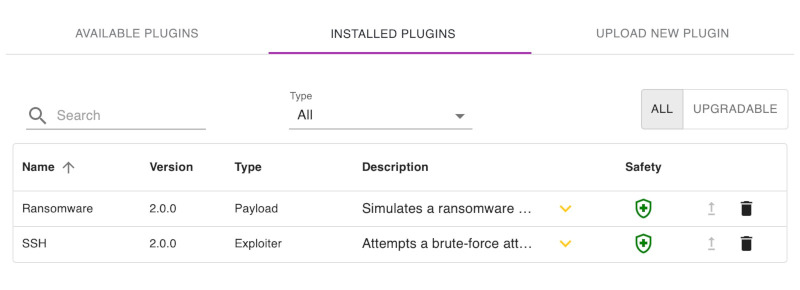 AVAILABLE PLUGINS INSTALLED PLUGINS UPLOAD NEW PLUGIN
Type
Search All ALL UPGRADABLE
Name Version Type Description Safety
Ransomware 2.0.0 Payload Simulates a ransomware ...
SSH 2.0.0 Exploiter Attempts a brute-force att...